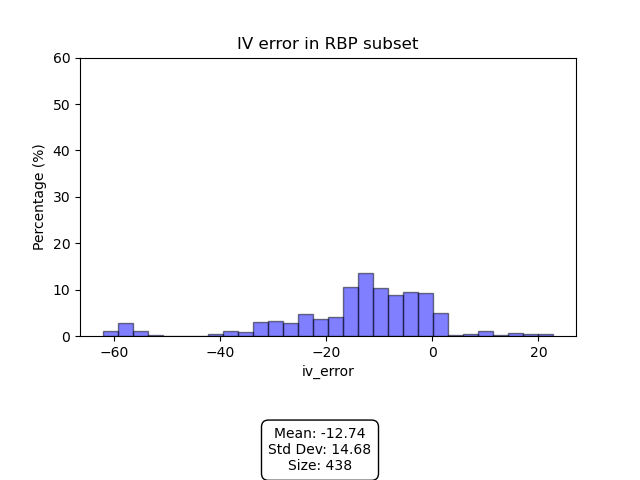 IV error in RBP subset
60
50
40
30
20
10
0
Percentage (%)
−60
−40
−20
0
20
iv_error
Mean: -12.74
Std Dev: 14.68
Size: 438